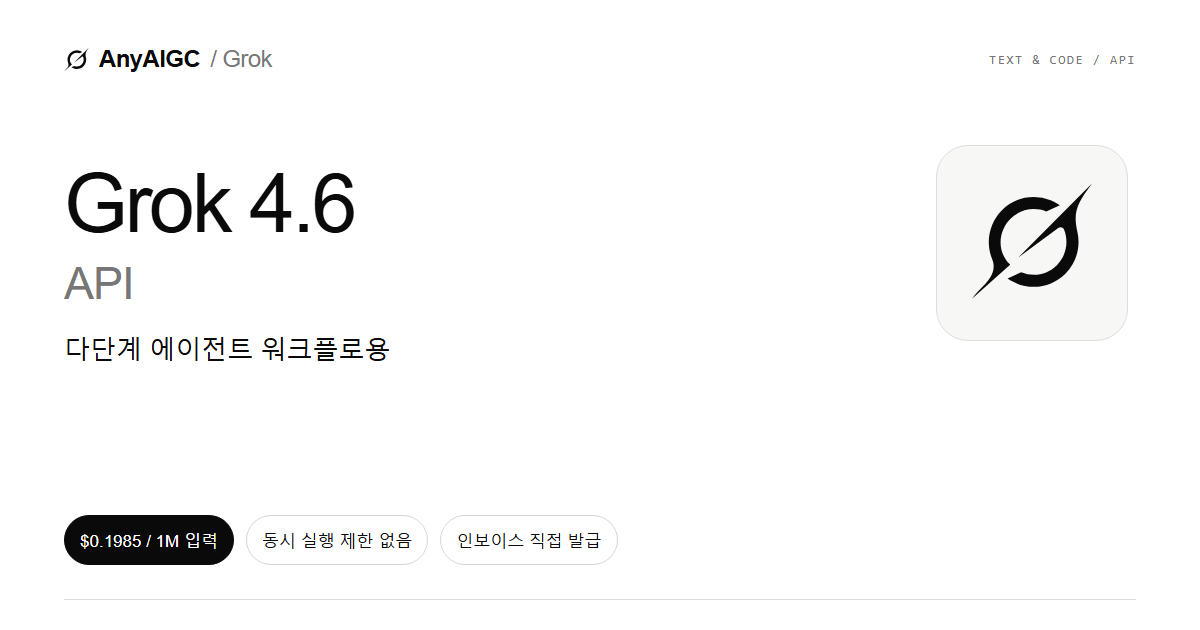 AnyAIGC / Grok
TEXT & CODE / API
Grok 4.6
API
다단계 에이전트 워크플로용
$0.1985 / 1M 입력
동시 실행 제한 없음
인보이스 직접 발급